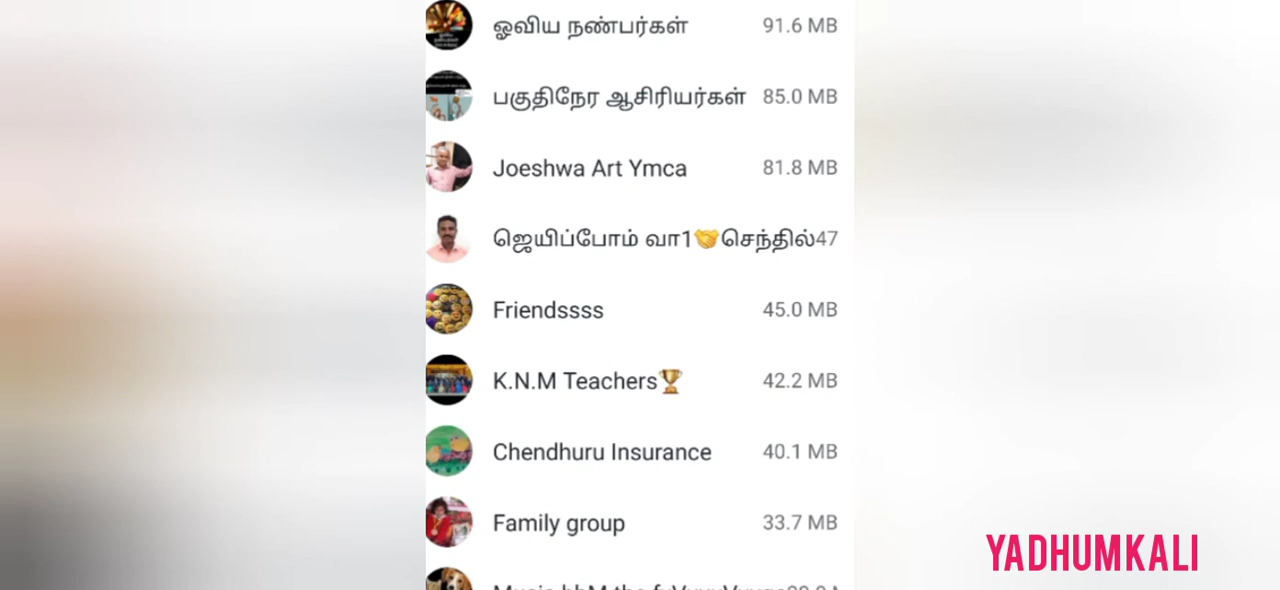 ஓவிய நண்பர்கள் 91.6 MB
பகுதிநேர ஆசிரியர்கள் 85.0 MB
Joeshwa Art Ymca 81.8 MB
ஜெயிப்போம் வா1🤝செந்தில்47
Friendssss 45.0 MB
K.N.M Teachers🏆 42.2 MB
Chendhuru Insurance 40.1 MB
Family group 33.7 MB
YADHUMKALI